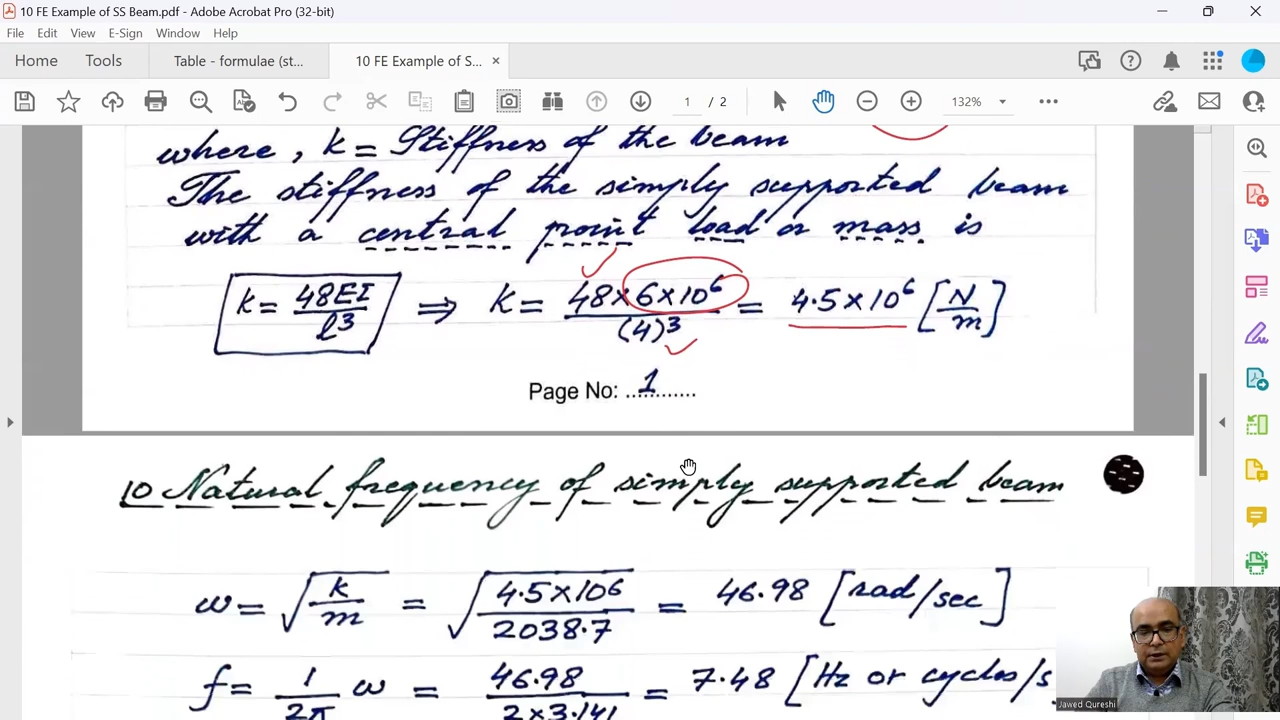 10 FE Example of SS Beam.pdf - Adobe Acrobat Pro (32-bit)
File Edit View E-Sign Window Help
Home Tools Table - formulae (st... 10 FE Example of S... ×
1 / 2 132%
where, k = Stiffness of the beam
The stiffness of the simply supported beam
with a central point load or mass is
k = 48EI/l³ ⇒ k = 48×6×10⁶/(4)³ = 4.5×10⁶ [N/m]
Page No: 1
10 Natural frequency of simply supported beam
ω = √(k/m) = √(4.5×10⁶/2038.7) = 46.98 [rad/sec]
f = 1/2π ω = 46.98/2×3.141 = 7.48 [Hz or cycles/s
Jawed Qureshi